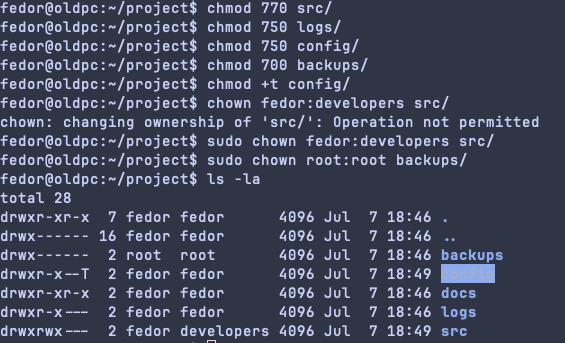 fedor@oldpc:~/project$ chmod 770 src/
fedor@oldpc:~/project$ chmod 750 logs/
fedor@oldpc:~/project$ chmod 750 config/
fedor@oldpc:~/project$ chmod 700 backups/
fedor@oldpc:~/project$ chmod +t config/
fedor@oldpc:~/project$ chown fedor:developers src/
chown: changing ownership of 'src/': Operation not permitted
fedor@oldpc:~/project$ sudo chown fedor:developers src/
fedor@oldpc:~/project$ sudo chown root:root backups/
fedor@oldpc:~/project$ ls -la
total 28
drwxr-xr-x  7 fedor fedor      4096 Jul  7 18:46 .
drwx------ 16 fedor fedor      4096 Jul  7 18:46 ..
drwx------  2 root  root       4096 Jul  7 18:46 backups
drwxr-x--T  2 fedor fedor      4096 Jul  7 18:49 config
drwxr-xr-x  2 fedor fedor      4096 Jul  7 18:46 docs
drwxr-x---  2 fedor fedor      4096 Jul  7 18:46 logs
drwxrwx---  2 fedor developers 4096 Jul  7 18:49 src